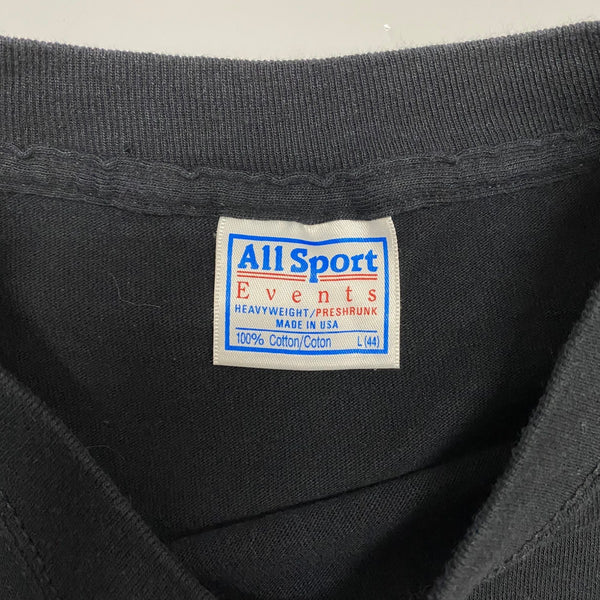 All Sport
Events
HEAVYWEIGHT/PRESHRUNK
MADE IN USA
100% Cotton/Coton L (44)